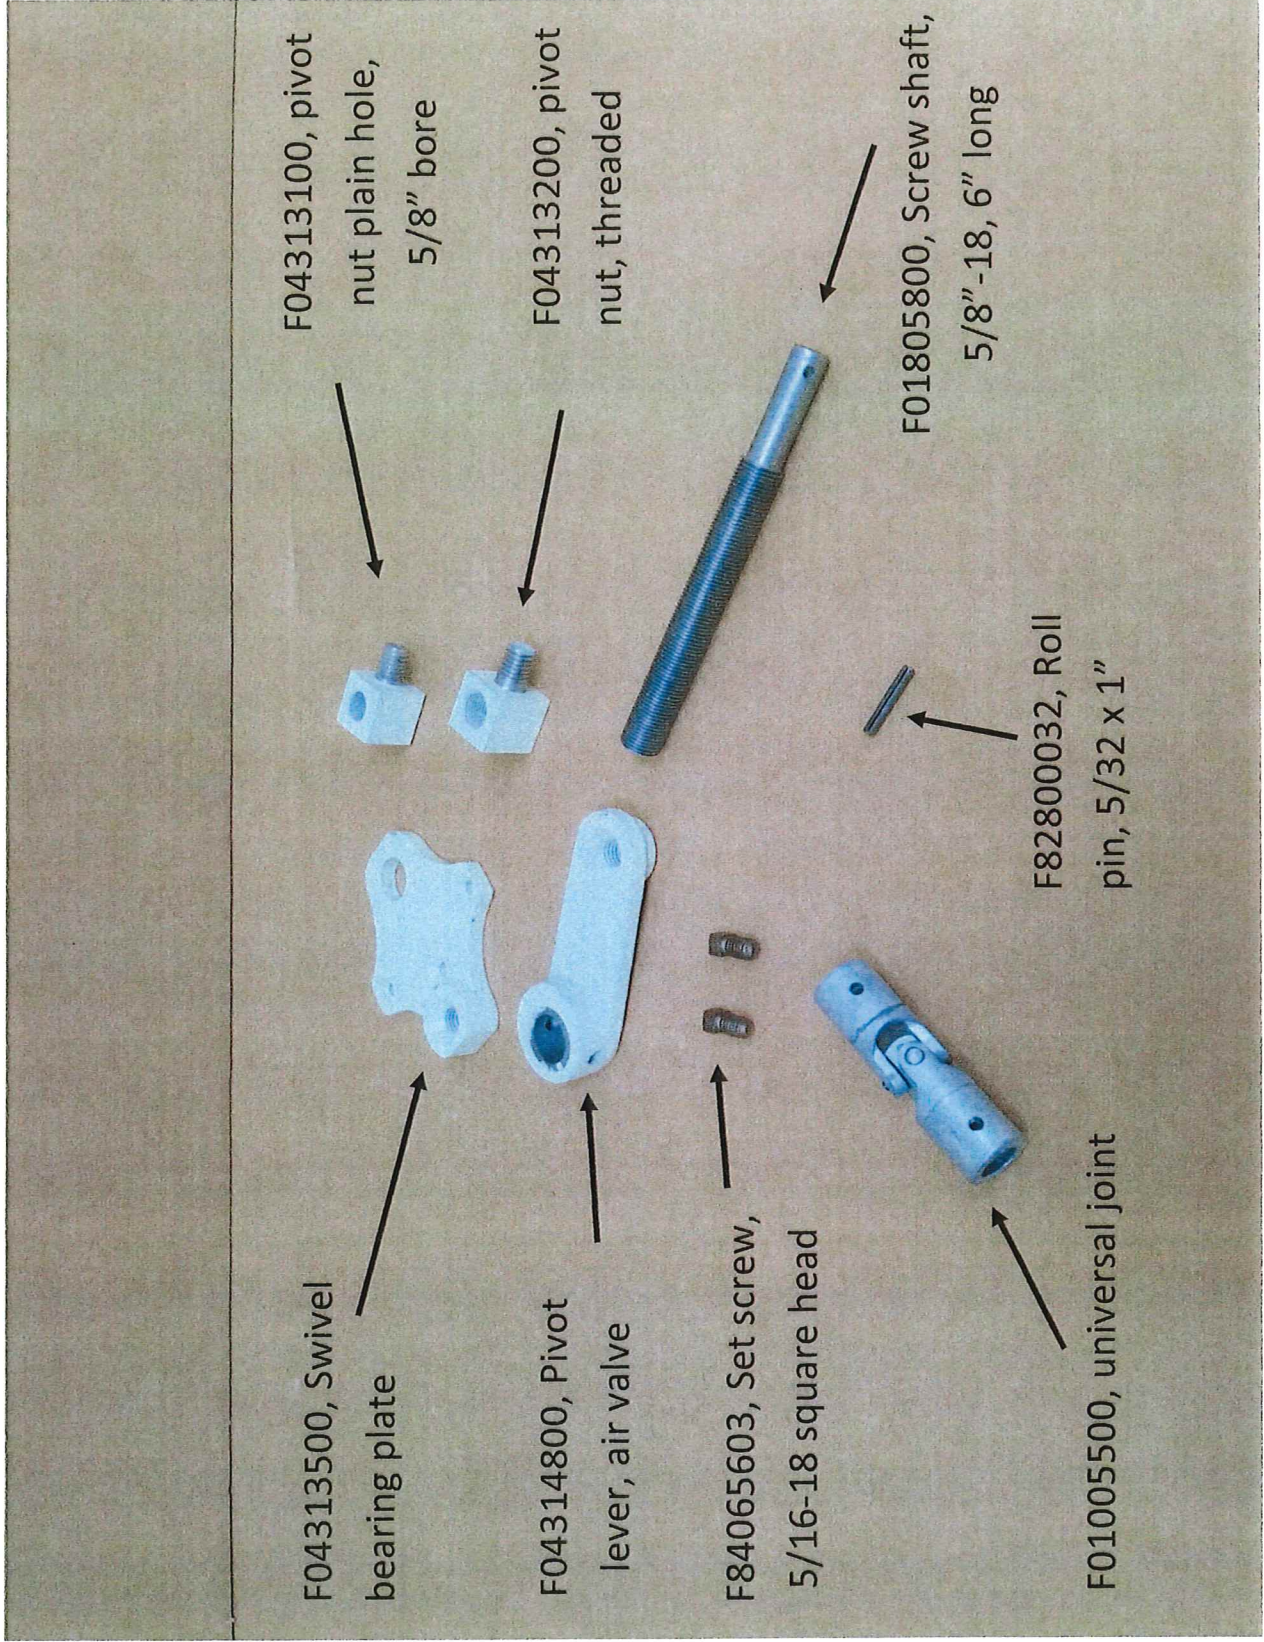 F04313500, Swivel
bearing plate
F04314800, Pivot
lever, air valve
F84065603, Set screw,
5/16-18 square head
F01005500, universal joint
F04313100, pivot
nut plain hole,
5/8” bore
F04313200, pivot
nut, threaded
F01805800, Screw shaft,
5/8”-18, 6” long
F82800032, Roll
pin, 5/32 x 1”